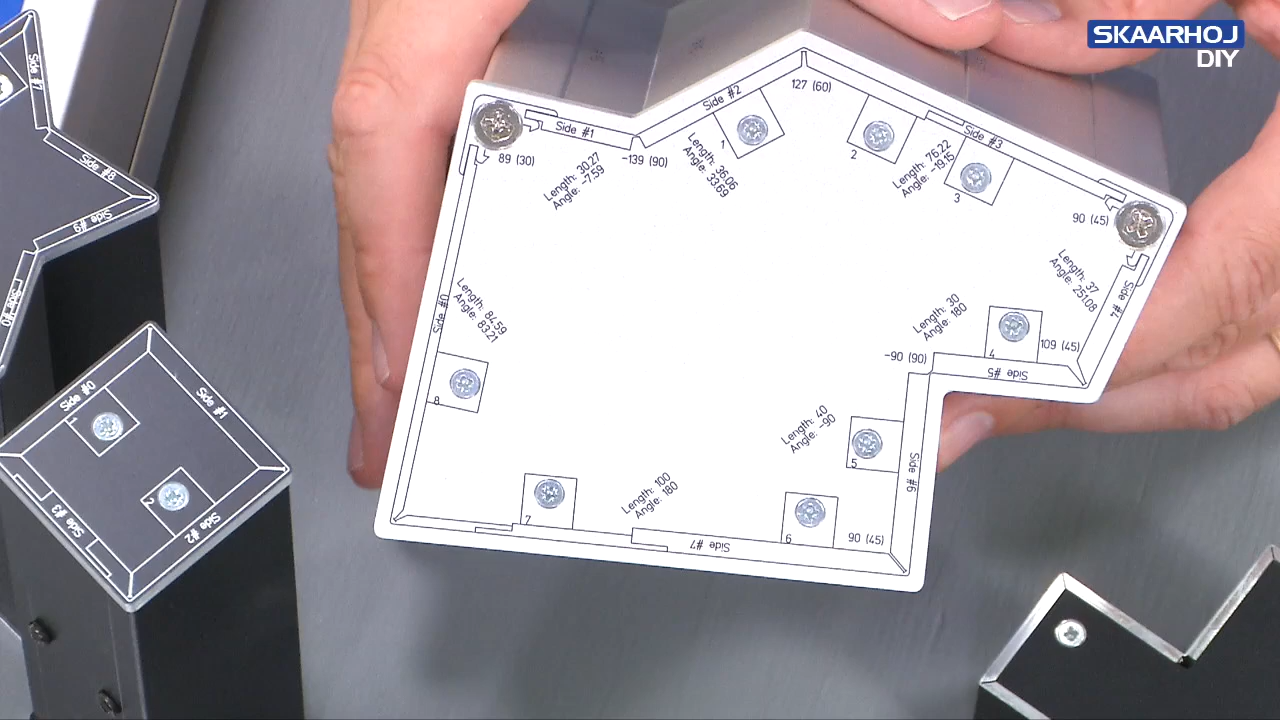 SKAARHOJ
DIY
Side #7
Side #8
Side #9
Side #1
Side #2
127 (60)
89 (30)
-139 (90)
Length: 30.27
Angle: -7.59
1
Length: 36.06
Angle: 33.69
2
Side #3
Length: 76.22
Angle: -19.15
3
90 (45)
Length: 37
Angle: 251.08
Side #4
Length: 30
Angle: 180
4
109 (45)
-90 (90)
Side #5
Side #0
Length: 84.59
Angle: 83.21
8
Length: 40
Angle: -90
5
Side #6
Length: 100
Angle: 180
7
6
90 (45)
Side #7
Side #0
Side #1
1
2
Side #3
Side #2